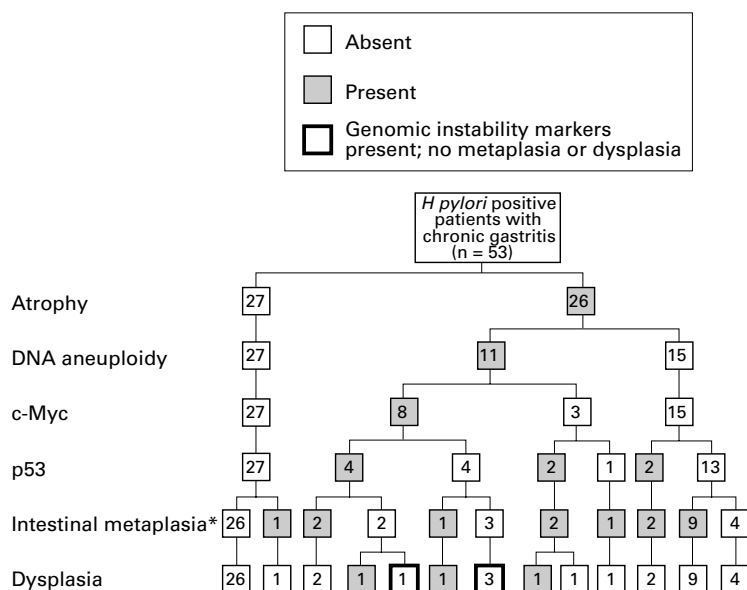 Absent
Present
Genomic instability markers
present; no metaplasia or dysplasia
H pylori positive
patients with
chronic gastritis
(n = 53)
Atrophy 27 26
DNA aneuploidy 27 11 15
c-Myc 27 8 3 15
p53 27 4 4 2 1 2 13
Intestinal metaplasia* 26 1 2 2 1 3 2 1 2 9 4
Dysplasia 26 1 2 1 1 1 3 1 1 1 2 9 4